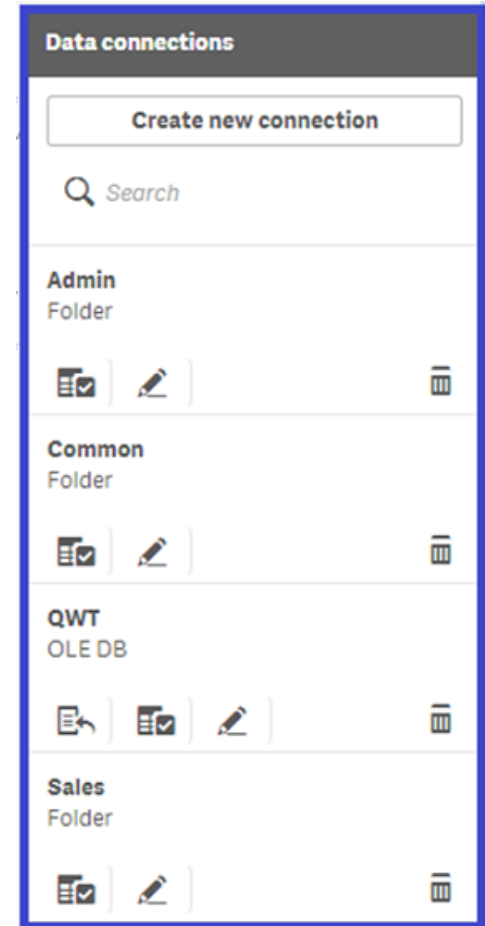 Data connections
Create new connection
Search
Admin
Folder
Common
Folder
QWT
OLE DB
Sales
Folder